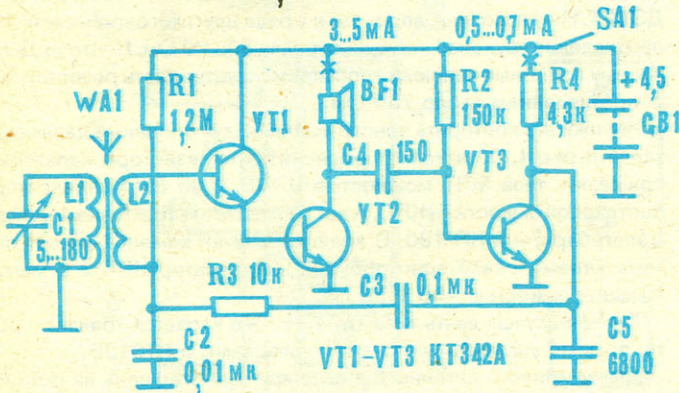 3...5мА
0,5...0,7мА
SA1
R1
1,2М
WA1
VT1
BF1
R2
150к
R4
4,3к
+ 4,5
GB1
C4
150
VT3
L1
L2
C1
5...180
VT2
R3 10к
C3
0,1мк
C2
0,01мк
VT1-VT3 КТ342А
C5
6800